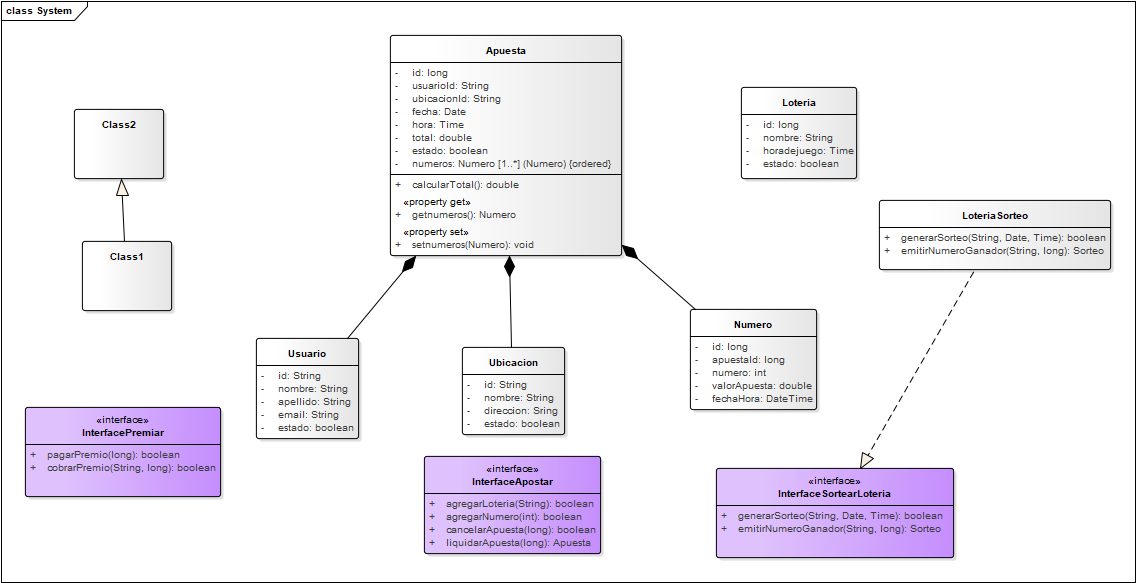 class System
Apuesta
- id: long
- usuarioId: String
- ubicacionId: String
- fecha: Date
- hora: Time
- total: double
- estado: boolean
- numeros: Numero [1..*] (Numero) {ordered}
+ calcularTotal(): double
«property get»
+ getnumeros(): Numero
«property set»
+ setnumeros(Numero): void
Loteria
- id: long
- nombre: String
- horadejuego: Time
- estado: boolean
Class2
Class1
LoteriaSorteo
+ generarSorteo(String, Date, Time): boolean
+ emitirNumeroGanador(String, long): Sorteo
Usuario
- id: String
- nombre: String
- apellido: String
- email: String
- estado: boolean
Ubicacion
- id: String
- nombre: String
- direccion: Sring
- estado: boolean
Numero
- id: long
- apuestaId: long
- numero: int
- valorApuesta: double
- fechaHora: DateTime
«interface»
InterfacePremiar
+ pagarPremio(long): boolean
+ cobrarPremio(String, long): boolean
«interface»
InterfaceApostar
+ agregarLoteria(String): boolean
+ agregarNumero(int): boolean
+ cancelarApuesta(long): boolean
+ liquidarApuesta(long): Apuesta
«interface»
InterfaceSortearLoteria
+ generarSorteo(String, Date, Time): boolean
+ emitirNumeroGanador(String, long): Sorteo